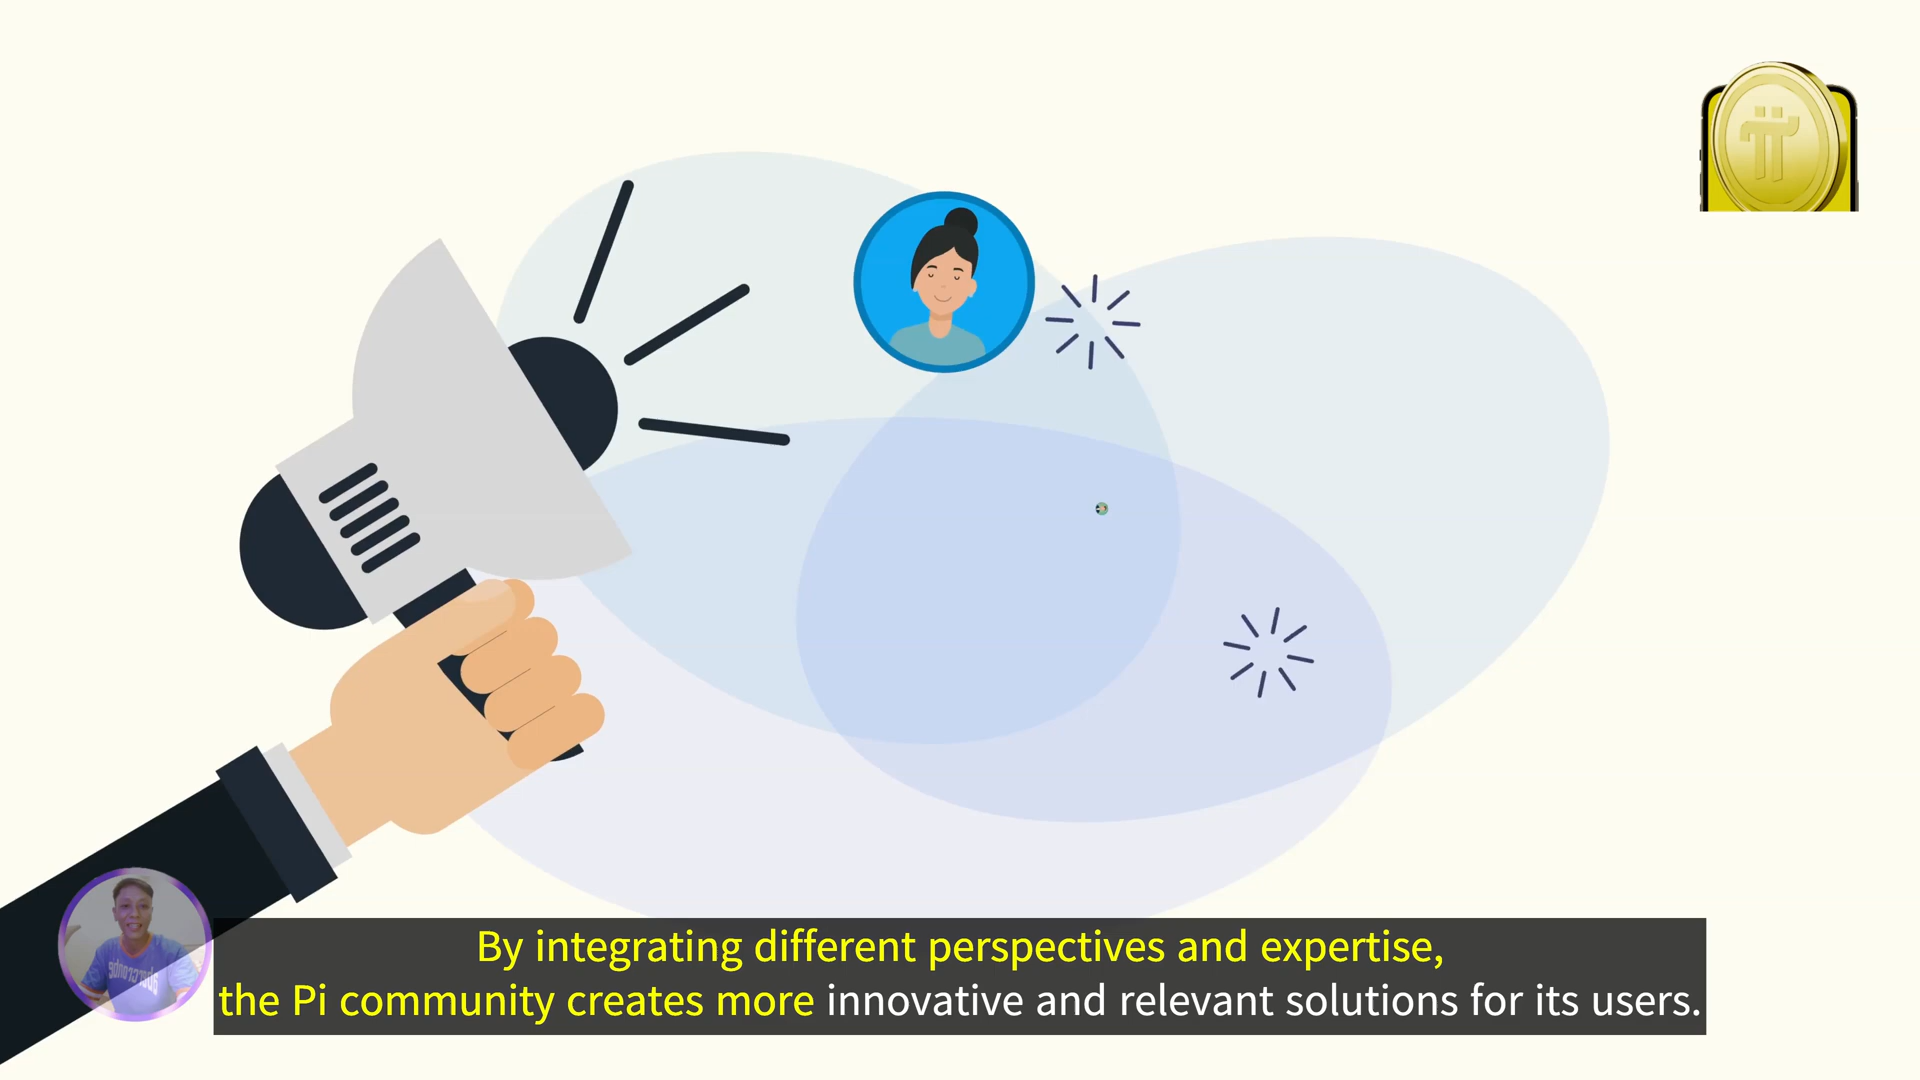 By integrating different perspectives and expertise,
the Pi community creates more innovative and relevant solutions for its users.